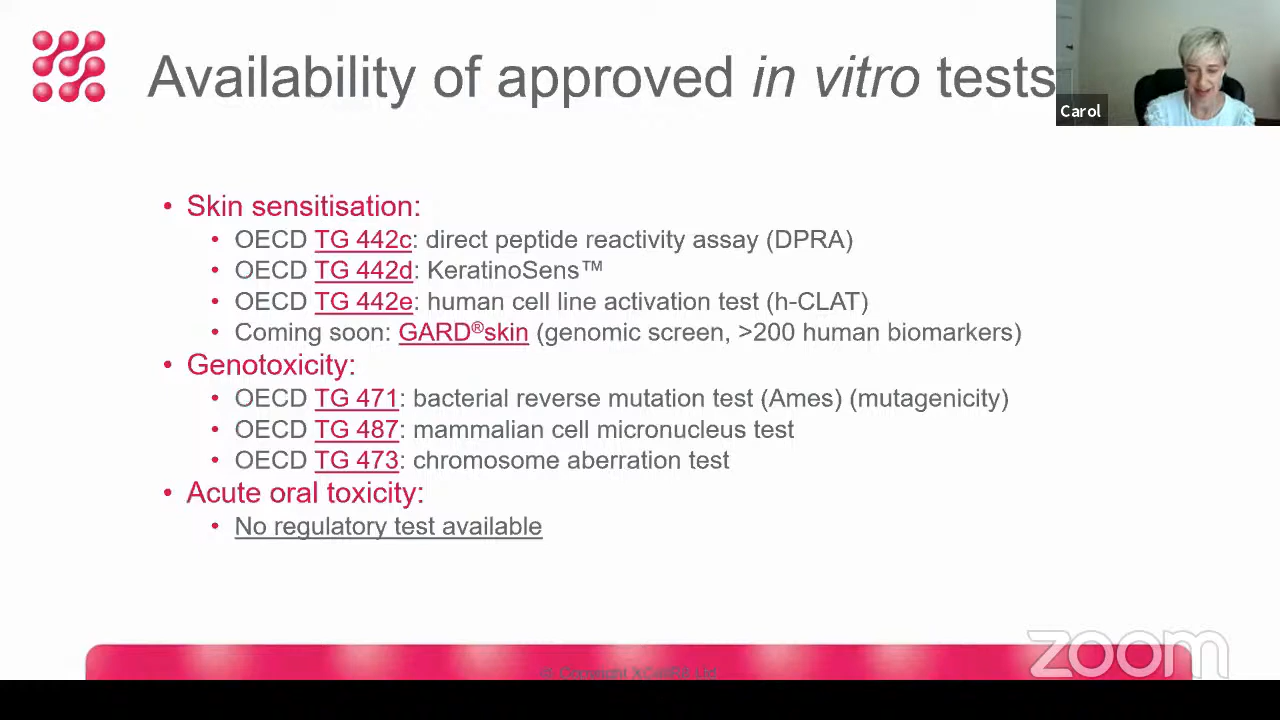 Availability of approved in vitro tests
Carol
• Skin sensitisation:
• OECD TG 442c: direct peptide reactivity assay (DPRA)
• OECD TG 442d: KeratinoSens™
• OECD TG 442e: human cell line activation test (h-CLAT)
• Coming soon: GARD®skin (genomic screen, >200 human biomarkers)
• Genotoxicity:
• OECD TG 471: bacterial reverse mutation test (Ames) (mutagenicity)
• OECD TG 487: mammalian cell micronucleus test
• OECD TG 473: chromosome aberration test
• Acute oral toxicity:
• No regulatory test available
zoom
© Copyright XCellR8 Ltd